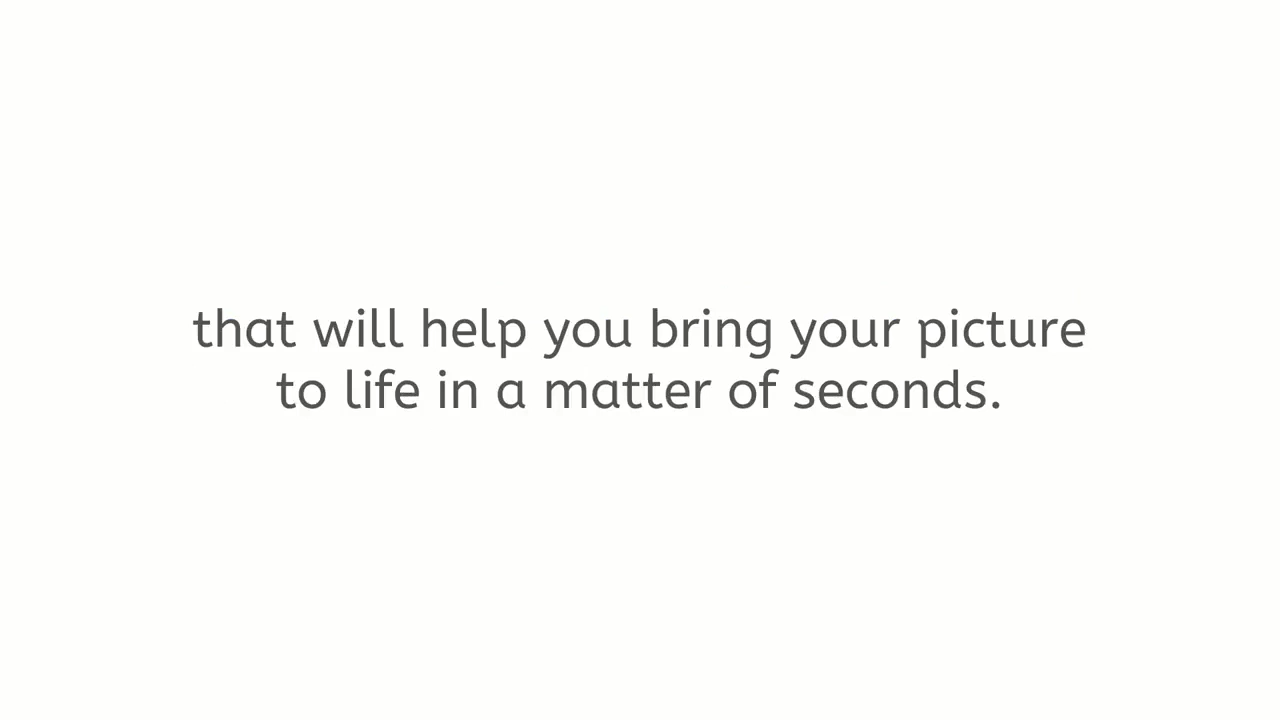 that will help you bring your picture
to life in a matter of seconds.